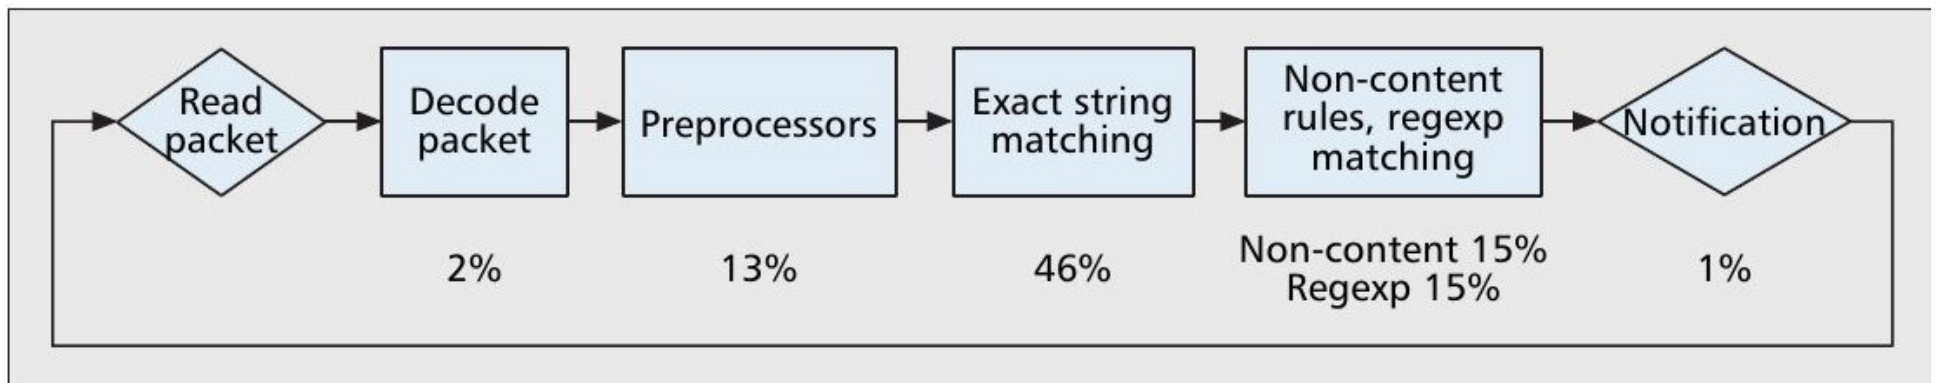 Read
packet
Decode
packet
Preprocessors
Exact string
matching
Non-content
rules, regexp
matching
Notification
2%
13%
46%
Non-content 15%
Regexp 15%
1%